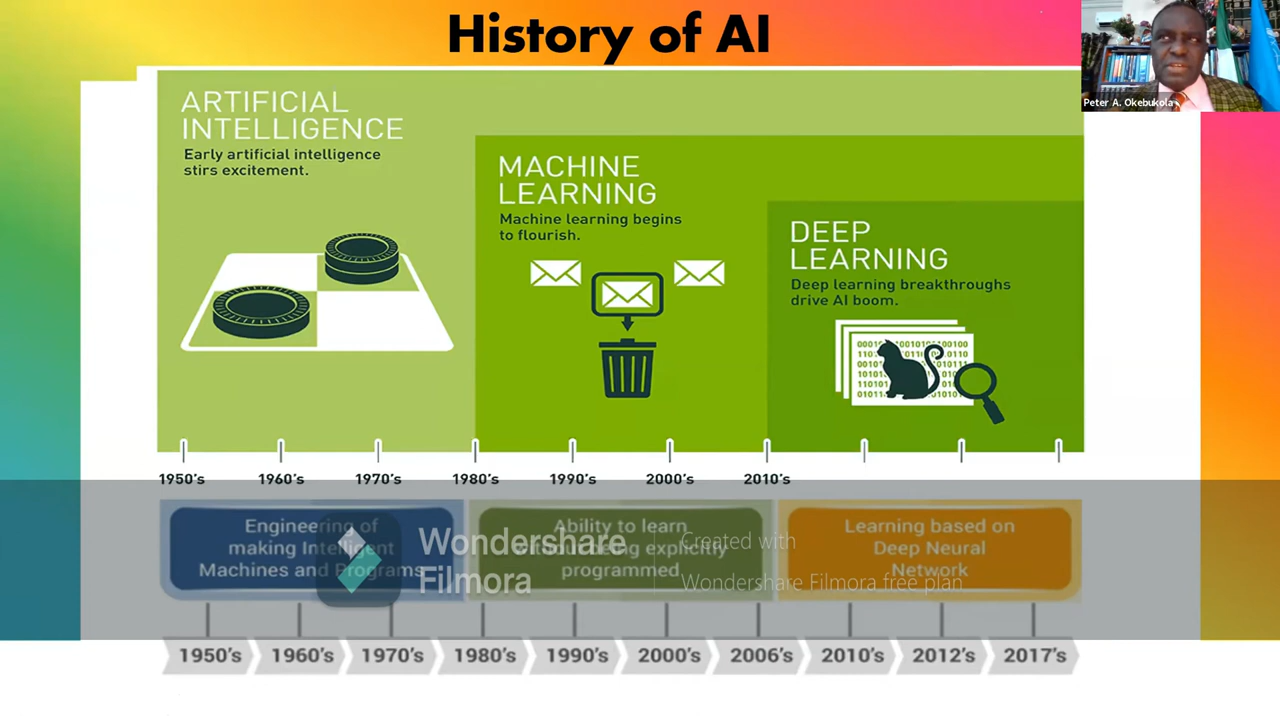 History of AI
Peter A. Okebukola
ARTIFICIAL
INTELLIGENCE
Early artificial intelligence
stirs excitement.
MACHINE
LEARNING
Machine learning begins
to flourish.
DEEP
LEARNING
Deep learning breakthroughs
drive AI boom.
1950's 1960's 1970's 1980's 1990's 2000's 2010's
Engineering of
making Intelligent
Machines and Programs
Ability to learn
without being explicitly
programmed
Learning based on
Deep Neural
Network
Wondershare
Filmora
Created with
Wondershare Filmora free plan
1950's 1960's 1970's 1980's 1990's 2000's 2006's 2010's 2012's 2017's